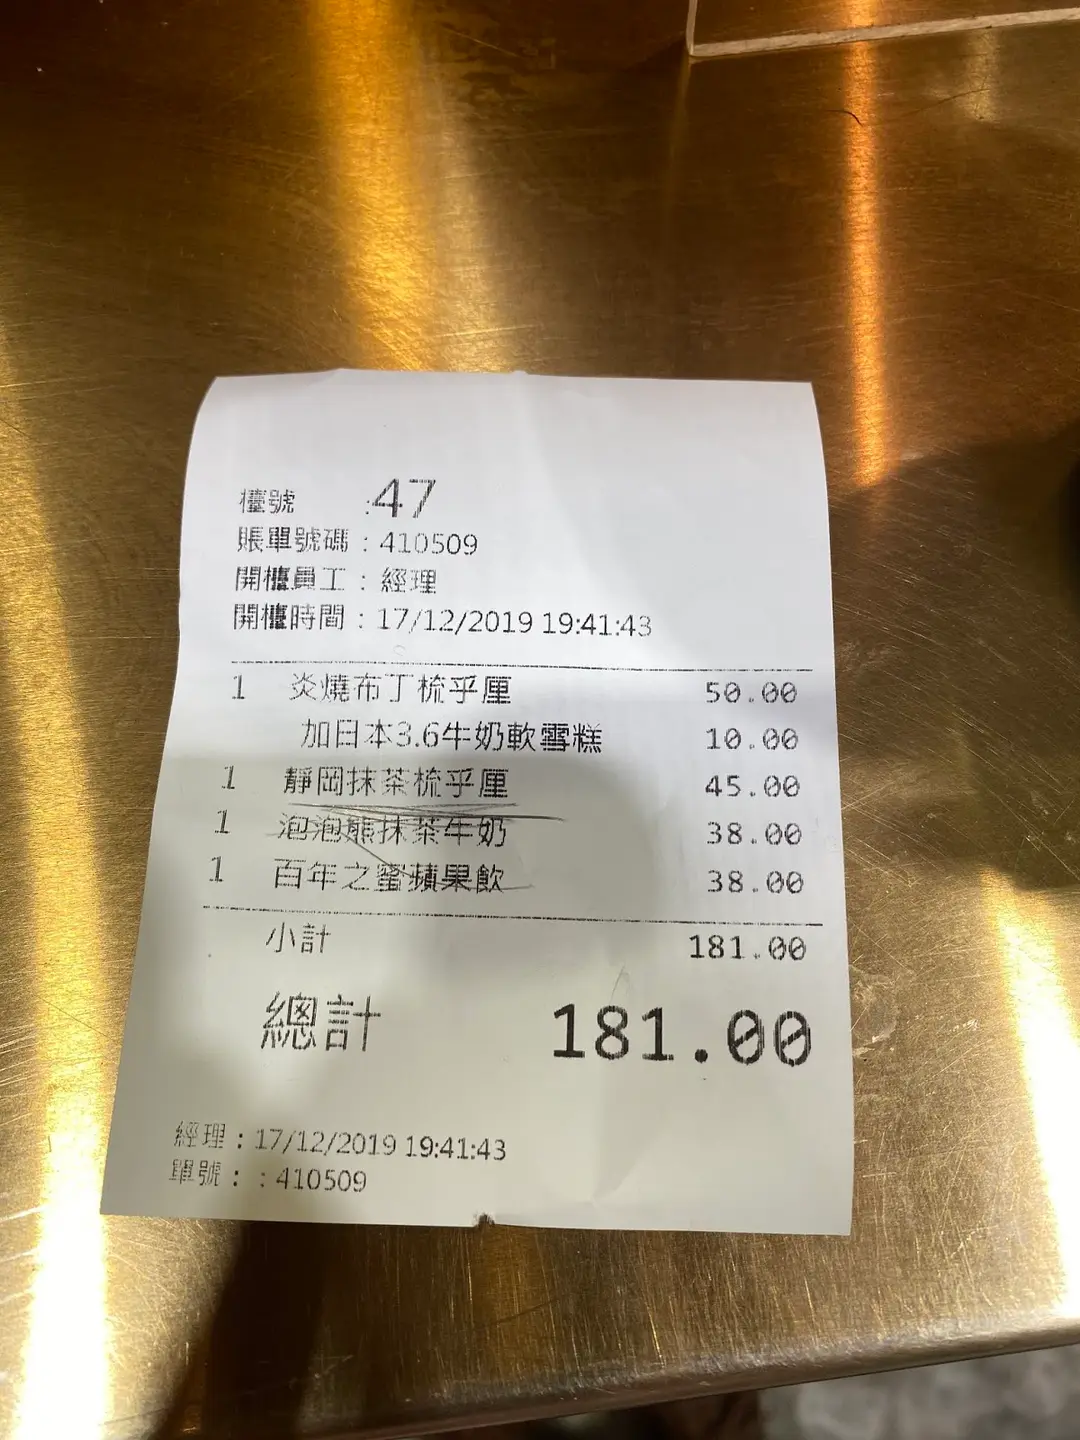 檯號 :47
賬單號碼 : 410509
開檯員工 : 經理
開檯時間 : 17/12/2019 19:41:43
1 炎燒布丁梳乎厘 50.00
加日本3.6牛奶軟雪糕 10.00
1 靜岡抹茶梳乎厘 45.00
1 泡泡熊抹茶牛奶 38.00
1 百年之蜜蘋果飲 38.00
小計 181.00
總計 181.00
經理 : 17/12/2019 19:41:43
單號 : : 410509